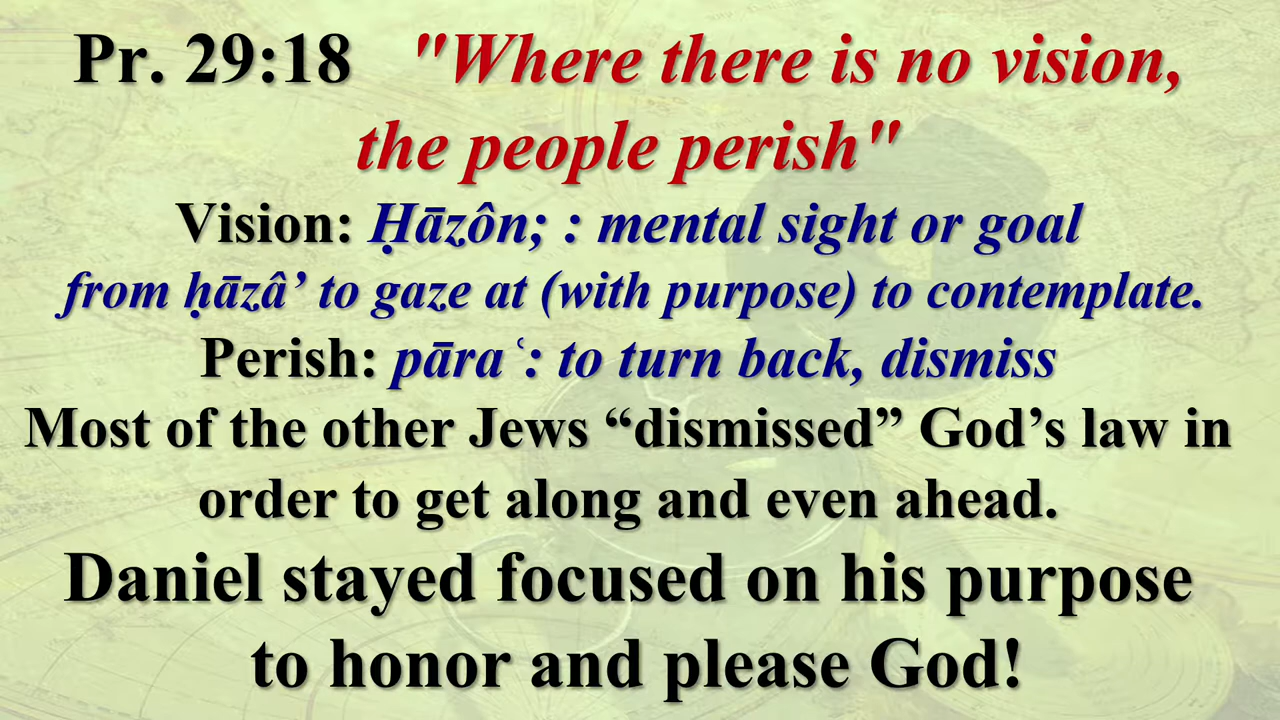 Pr. 29:18 "Where there is no vision,
the people perish"
Vision: Ḥāzôn; : mental sight or goal
from ḥāzâ’ to gaze at (with purpose) to contemplate.
Perish: pāraʿ: to turn back, dismiss
Most of the other Jews “dismissed” God’s law in
order to get along and even ahead.
Daniel stayed focused on his purpose
to honor and please God!